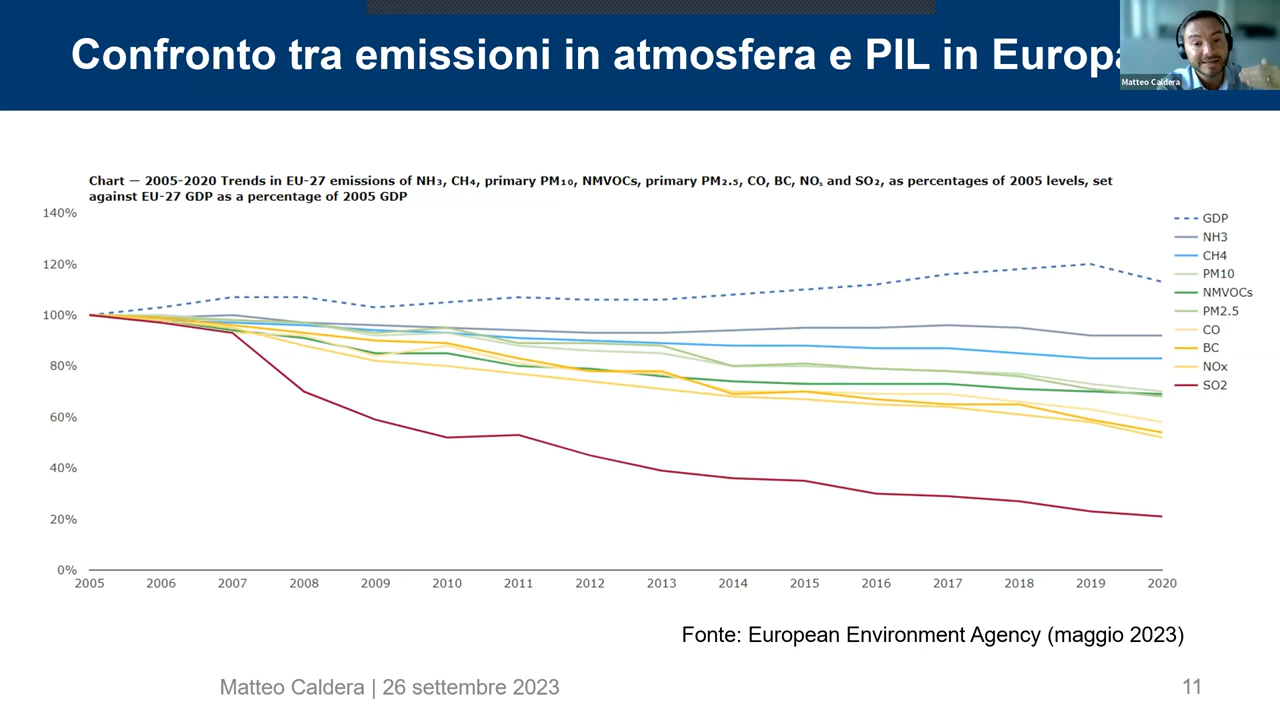 Confronto tra emissioni in atmosfera e PIL in Europa
Matteo Caldera
Chart — 2005-2020 Trends in EU-27 emissions of NH₃, CH₄, primary PM₁₀, NMVOCs, primary PM₂.₅, CO, BC, NOₓ and SO₂, as percentages of 2005 levels, set
against EU-27 GDP as a percentage of 2005 GDP
140%
120%
100%
80%
60%
40%
20%
0%
2005 2006 2007 2008 2009 2010 2011 2012 2013 2014 2015 2016 2017 2018 2019 2020
GDP
NH3
CH4
PM10
NMVOCs
PM2.5
CO
BC
NOx
SO2
Fonte: European Environment Agency (maggio 2023)
Matteo Caldera | 26 settembre 2023
11